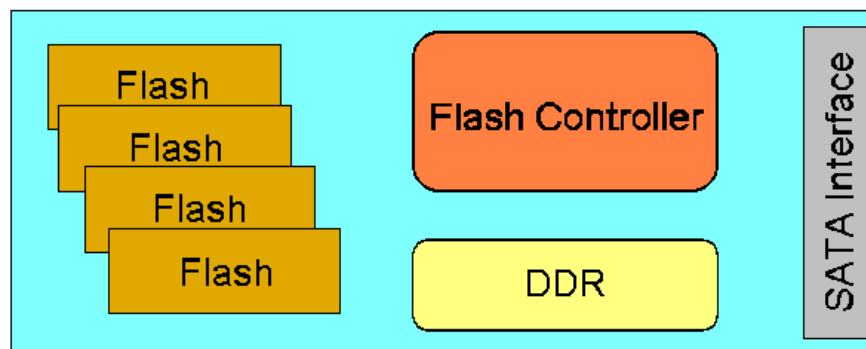 Flash
Flash
Flash
Flash
Flash Controller
DDR
SATA Interface